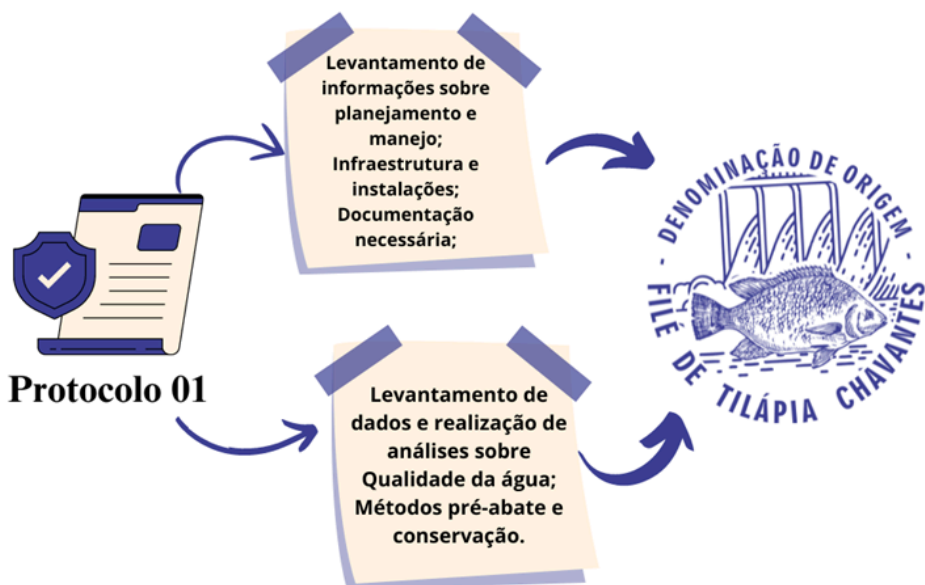 Levantamento de
informações sobre
planejamento e
manejo;
Infraestrutura e
instalações;
Documentação
necessária;
Protocolo 01
Levantamento de
dados e realização de
análises sobre
Qualidade da água;
Métodos pré-abate e
conservação.
- DENOMINAÇÃO DE ORIGEM -
FILÉ DE TILÁPIA CHAVANTES